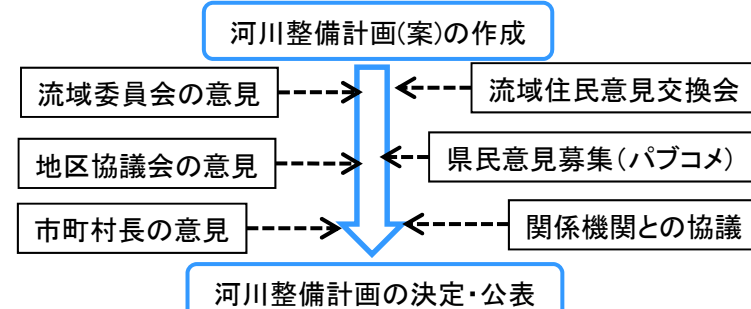 河川整備計画(案)の作成
流域委員会の意見
流域住民意見交換会
地区協議会の意見
県民意見募集(パブコメ)
市町村長の意見
関係機関との協議
河川整備計画の決定・公表